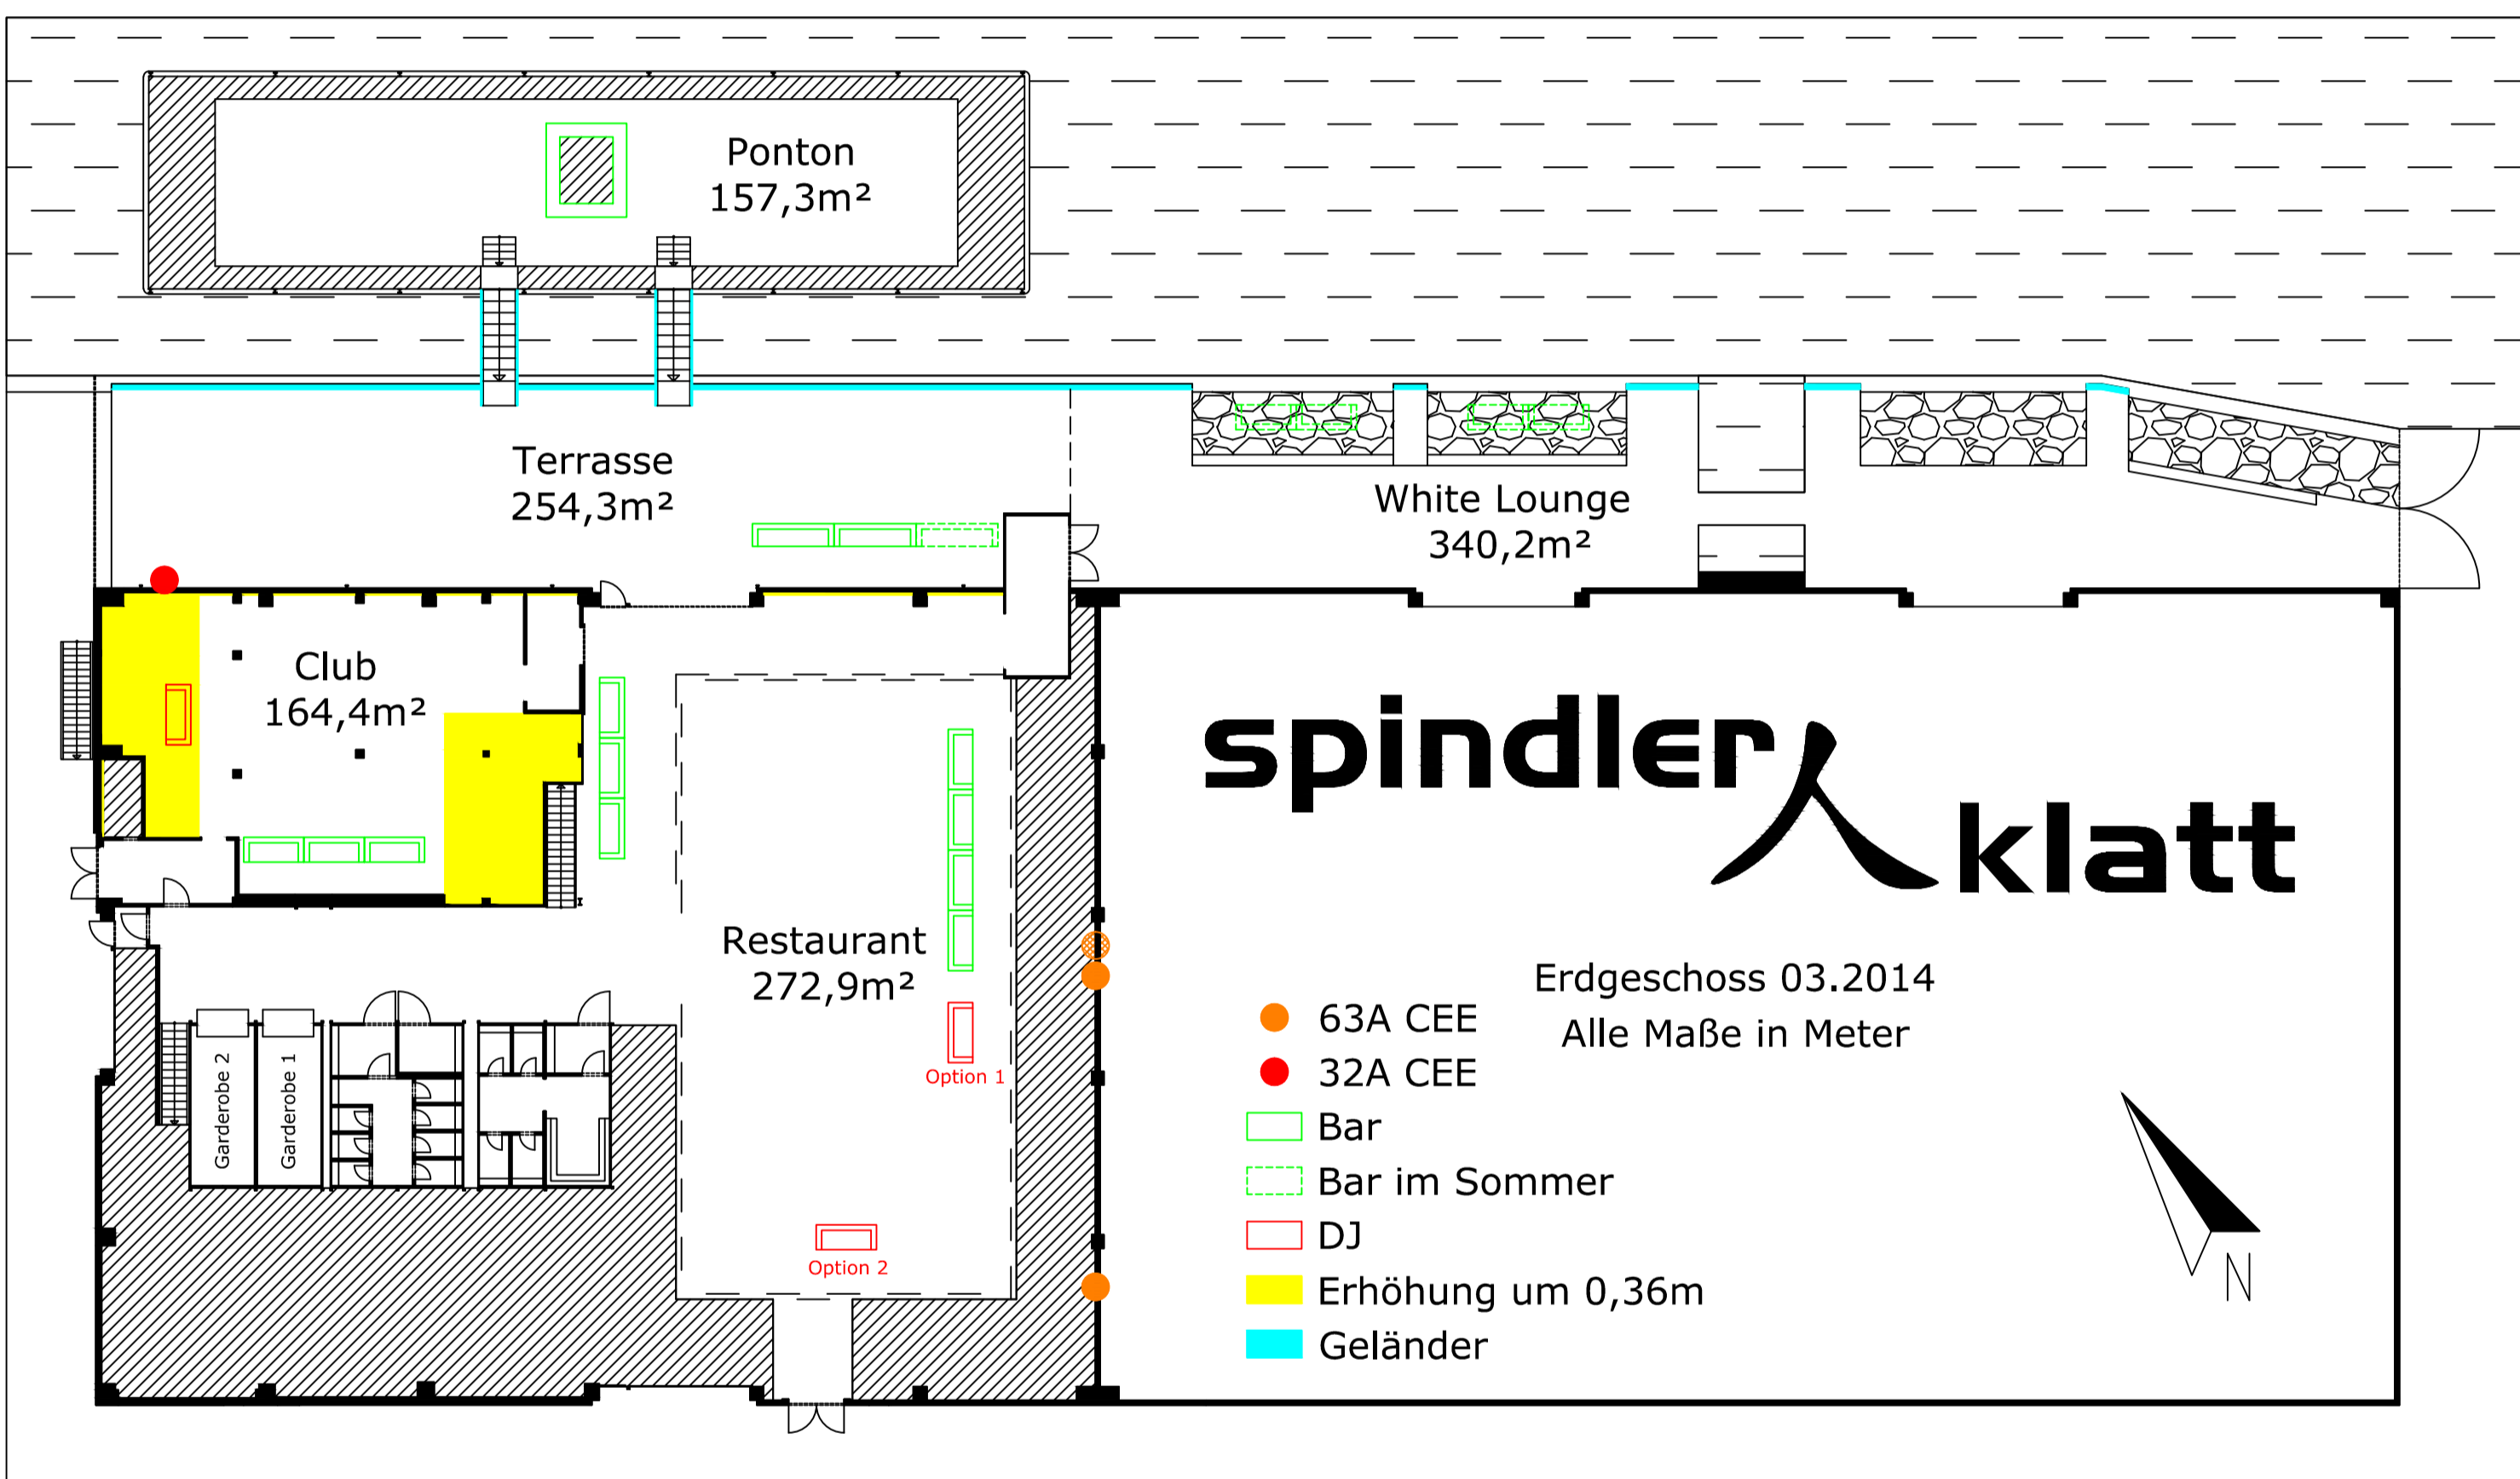 Ponton
157,3m²
Terrasse
254,3m²
White Lounge
340,2m²
Club
164,4m²
spindler
klatt
Restaurant
272,9m²
Erdgeschoss 03.2014
Alle Maße in Meter
63A CEE
32A CEE
Bar
Bar im Sommer
DJ
Erhöhung um 0,36m
Geländer
Garderobe 2
Garderobe 1
Option 1
Option 2
N